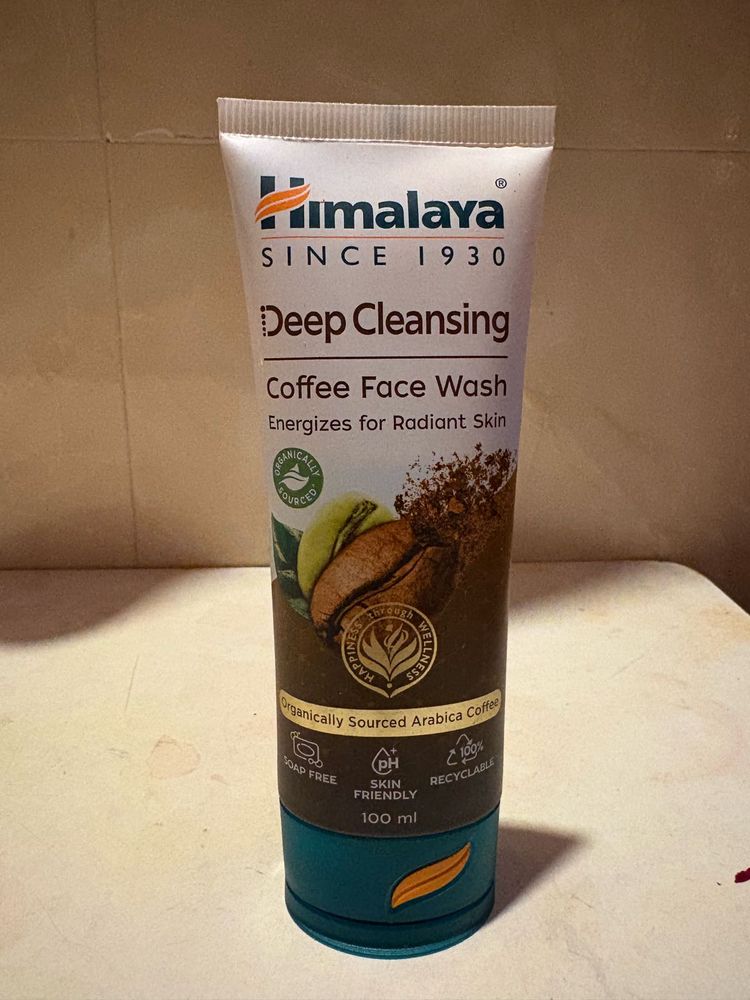 Himalaya®
SINCE 1930
Deep Cleansing
Coffee Face Wash
Energizes for Radiant Skin
ORGANICALLY
SOURCED
HAPPINESS through WELLNESS
Organically Sourced Arabica Coffee
SOAP FREE
+
pH
SKIN
FRIENDLY
100%
RECYCLABLE
100 ml